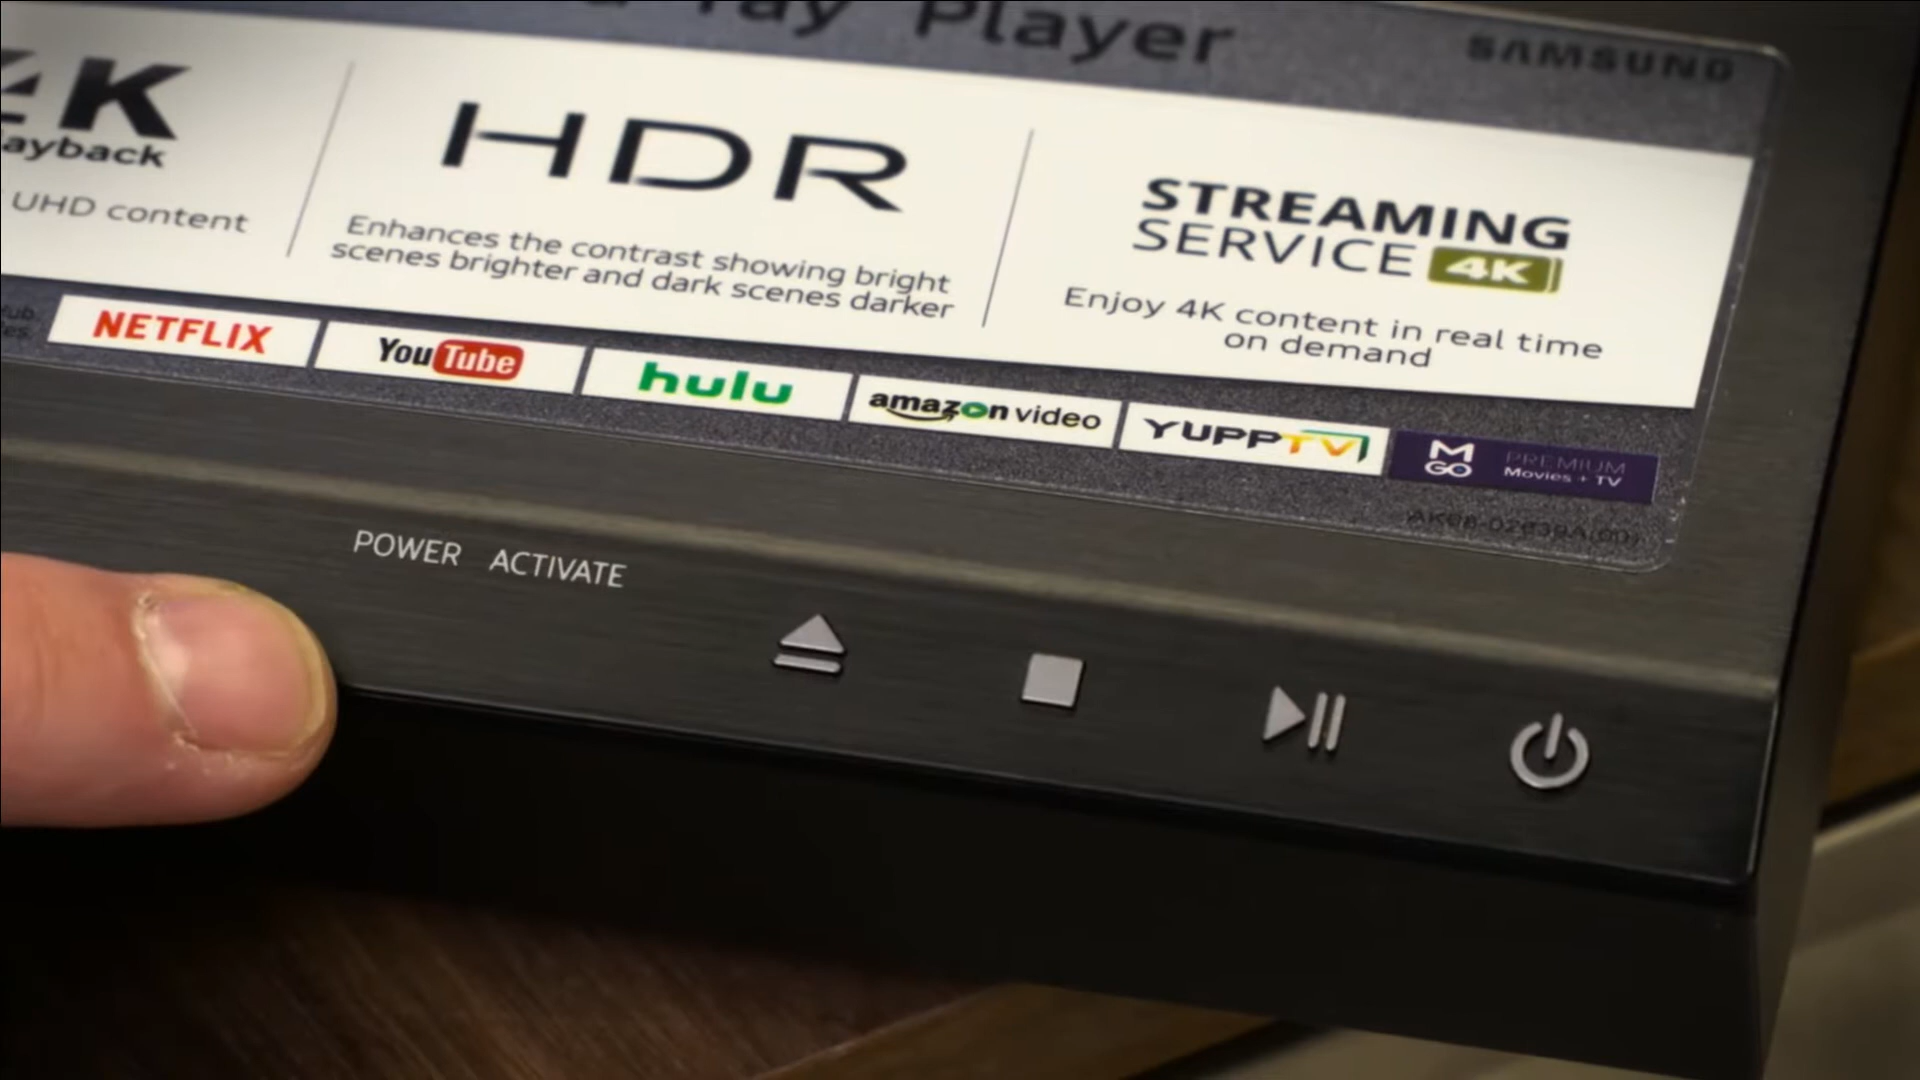 ray Player
SAMSUNG
4K
HDR
STREAMING
SERVICE 4K
UHD content
Enhances the contrast showing bright
scenes brighter and dark scenes darker
Enjoy 4K content in real time
on demand
NETFLIX
YouTube
hulu
amazon video
YUPPTV
M GO
PREMIUM
Movies + TV
POWER ACTIVATE